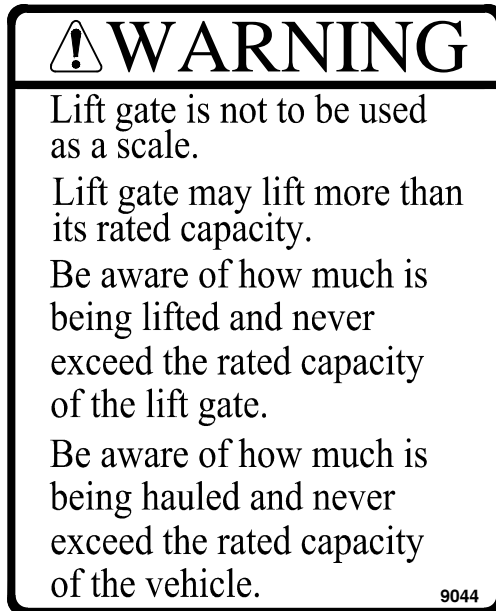 WARNING
Lift gate is not to be used
as a scale.
Lift gate may lift more than
its rated capacity.
Be aware of how much is
being lifted and never
exceed the rated capacity
of the lift gate.
Be aware of how much is
being hauled and never
exceed the rated capacity
of the vehicle.
9044